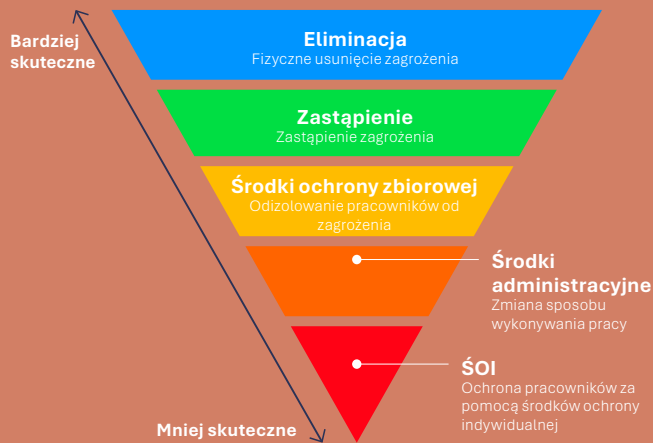 Bardziej
skuteczne
Eliminacja
Fizyczne usunięcie zagrożenia
Zastąpienie
Zastąpienie zagrożenia
Środki ochrony zbiorowej
Odizolowanie pracowników od
zagrożenia
Środki
administracyjne
Zmiana sposobu
wykonywania pracy
ŚOI
Ochrona pracowników za
pomocą środków ochrony
indywidualnej
Mniej skuteczne